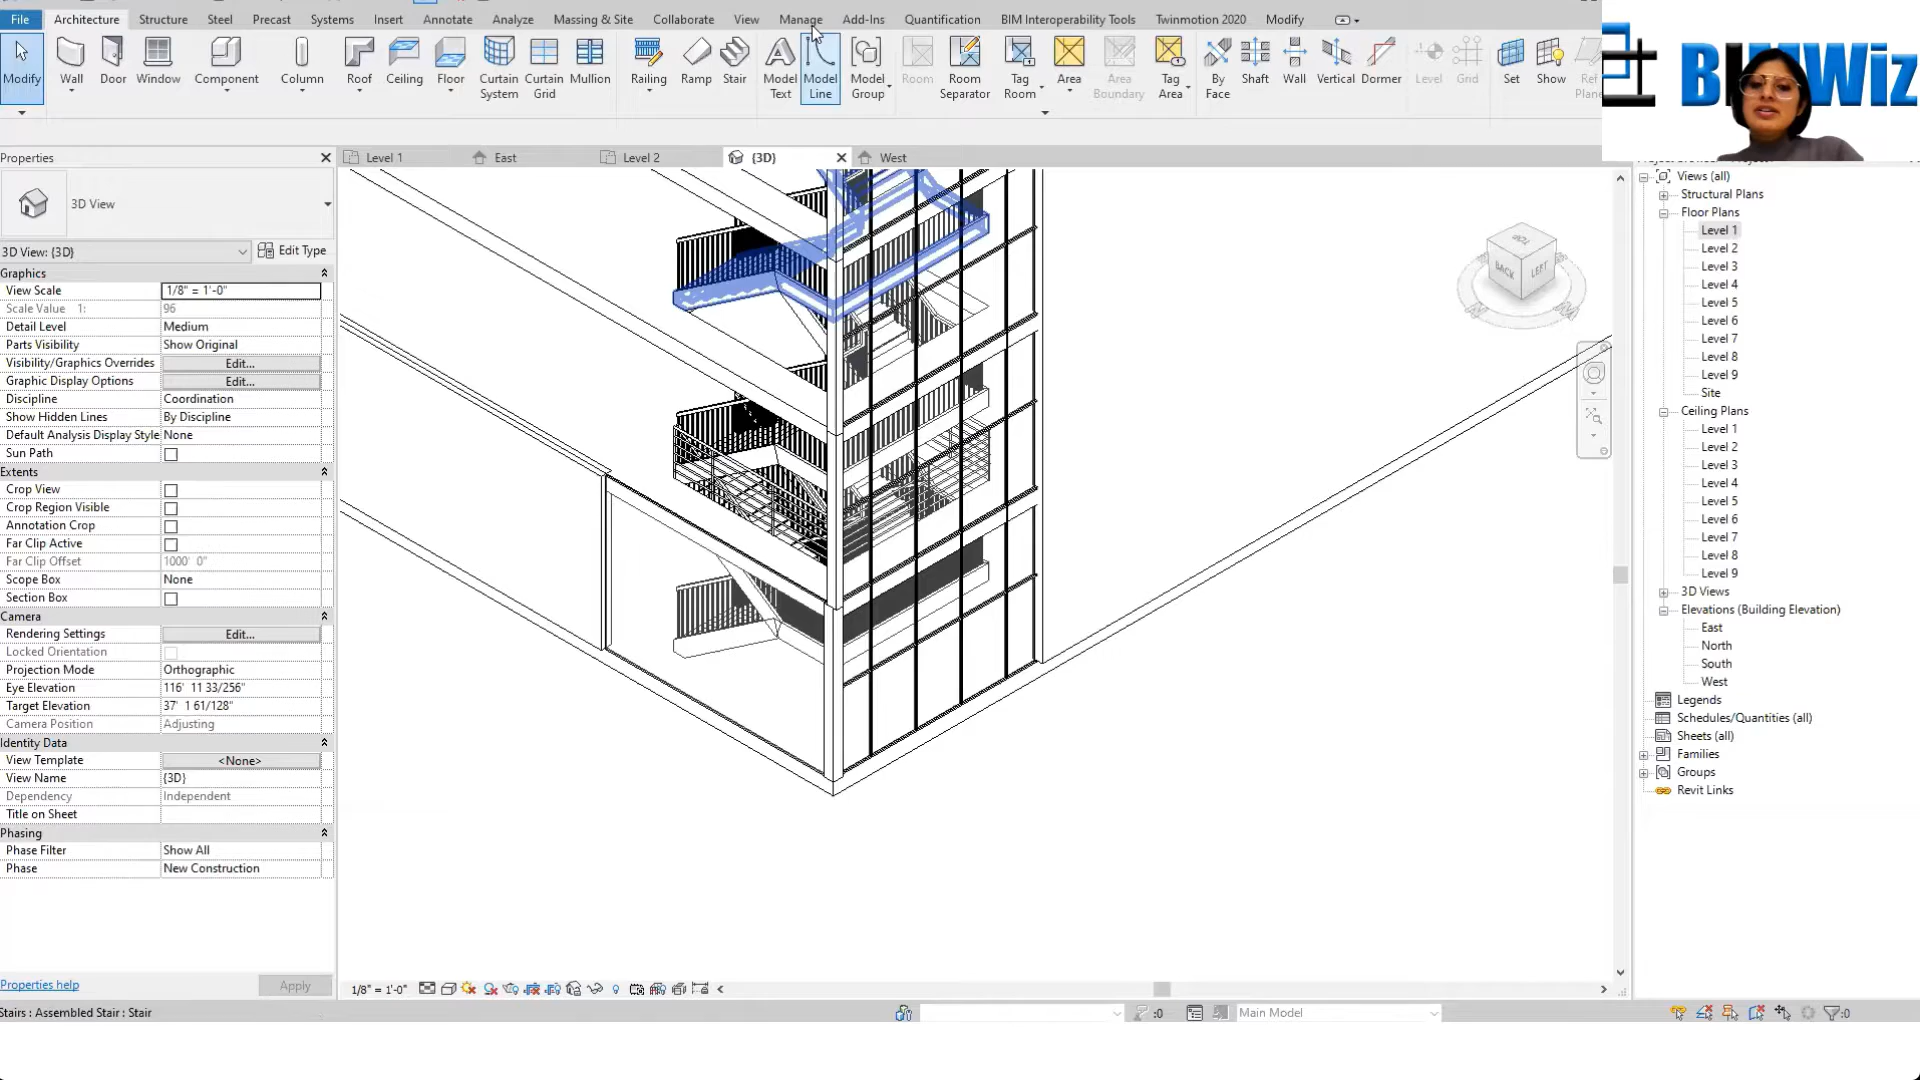 File Architecture Structure Steel Precast Systems Insert Annotate Analyze Massing & Site Collaborate View Manage Add-Ins Quantification BIM Interoperability Tools Twinmotion 2020 Modify
Modify Wall Door Window Component Column Roof Ceiling Floor Curtain System Curtain Grid Mullion Railing Ramp Stair Model Text Model Line Model Group Room Room Separator Tag Room Area Area Boundary Tag Area By Face Shaft Wall Vertical Dormer Level Grid Set Show Ref Plane
Properties
Level 1 East Level 2 {3D} West
3D View
3D View: {3D} Edit Type
Graphics
View Scale 1/8" = 1'-0"
Scale Value 1: 96
Detail Level Medium
Parts Visibility Show Original
Visibility/Graphics Overrides Edit...
Graphic Display Options Edit...
Discipline Coordination
Show Hidden Lines By Discipline
Default Analysis Display Style None
Sun Path
Extents
Crop View
Crop Region Visible
Annotation Crop
Far Clip Active
Far Clip Offset 1000' 0"
Scope Box None
Section Box
Camera
Rendering Settings Edit...
Locked Orientation
Projection Mode Orthographic
Eye Elevation 116' 11 33/256"
Target Elevation 37' 1 61/128"
Camera Position Adjusting
Identity Data
View Template <None>
View Name {3D}
Dependency Independent
Title on Sheet
Phasing
Phase Filter Show All
Phase New Construction
Properties help Apply
TOP
BACK LEFT
Views (all)
Structural Plans
Floor Plans
Level 1
Level 2
Level 3
Level 4
Level 5
Level 6
Level 7
Level 8
Level 9
Site
Ceiling Plans
Level 1
Level 2
Level 3
Level 4
Level 5
Level 6
Level 7
Level 8
Level 9
3D Views
Elevations (Building Elevation)
East
North
South
West
Legends
Schedules/Quantities (all)
Sheets (all)
Families
Groups
Revit Links
1/8" = 1'-0"
Stairs : Assembled Stair : Stair :0 Main Model :0